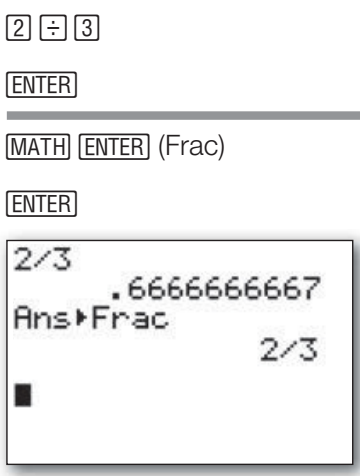 2 ÷ 3
ENTER
MATH ENTER (Frac)
ENTER
2/3
.6666666667
Ans▸Frac
2/3